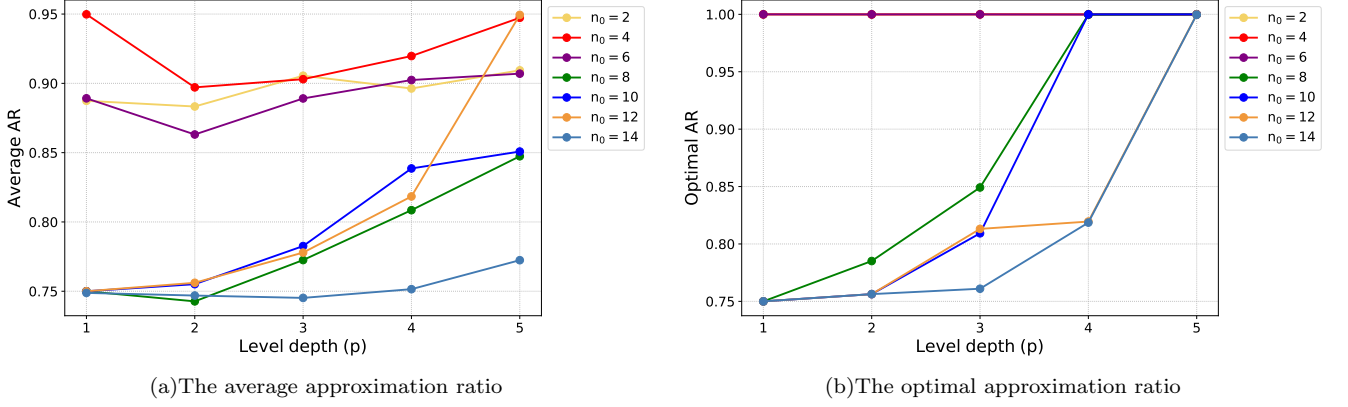 0.95
0.90
0.85
0.80
0.75
Average AR
1 2 3 4 5
Level depth (p)
n₀ = 2
n₀ = 4
n₀ = 6
n₀ = 8
n₀ = 10
n₀ = 12
n₀ = 14
(a)The average approximation ratio
1.00
0.95
0.90
0.85
0.80
0.75
Optimal AR
1 2 3 4 5
Level depth (p)
n₀ = 2
n₀ = 4
n₀ = 6
n₀ = 8
n₀ = 10
n₀ = 12
n₀ = 14
(b)The optimal approximation ratio